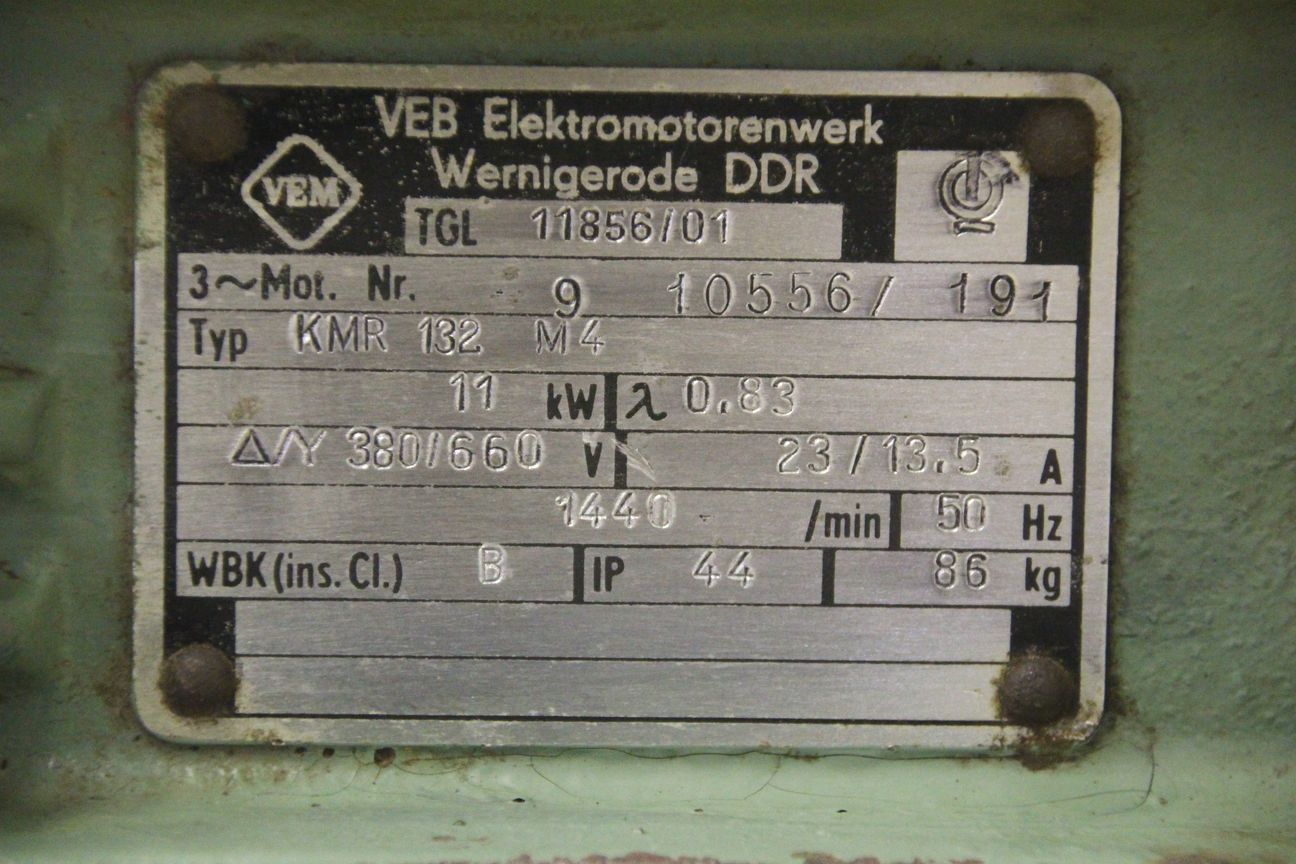 VEB Elektromotorenwerk
Wernigerode DDR
VEM
TGL 11856/01
3~Mot. Nr. 9 10556/ 191
Typ KMR 132 M4
11 kW λ 0.83
Δ/Y 380/660 V 23/13.5 A
1440 /min 50 Hz
WBK (ins. Cl.) B IP 44 86 kg